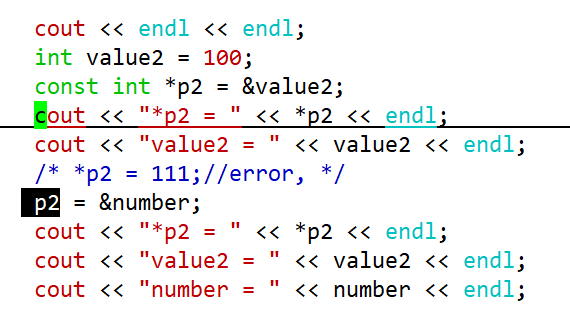 cout << endl << endl;
int value2 = 100;
const int *p2 = &value2;
cout << "*p2 = " << *p2 << endl;
cout << "value2 = " << value2 << endl;
/* *p2 = 111;//error, */
p2 = &number;
cout << "*p2 = " << *p2 << endl;
cout << "value2 = " << value2 << endl;
cout << "number = " << number << endl;